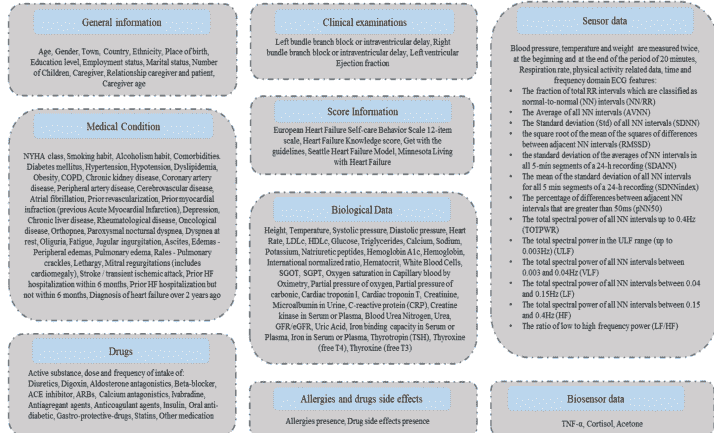 General information
Age, Gender, Town, Country, Ethnicity, Place of birth,
Education level, Employment status, Marital status, Number
of Children, Caregiver, Relationship caregiver and patient,
Caregiver age
Medical Condition
NYHA class, Smoking habit, Alcoholism habit, Comorbidities.
Diabetes mellitus, Hypertension, Hypotension, Dyslipidemia,
Obesity, COPD, Chronic kidney disease, Coronary artery
disease, Peripheral artery disease, Cerebrovascular disease,
Atrial fibrillation, Prior revascularization, Prior myocardial
infraction (previous Acute Myocardial Infarction), Depression,
Chronic liver disease, Rheumatological disease, Oncological
disease, Orthopnea, Paroxysmal nocturnal dyspnea, Dyspnea at
rest, Oliguria, Fatigue, Jugular ingurgitation, Ascites, Edemas -
Peripheral edemas, Pulmonary edema, Rales - Pulmonary
crackles, Lethargy, Mitral regurgitations (includes
cardiomegaly), Stroke / transient ischemic attack, Prior HF
hospitalization within 6 months, Prior HF hospitalization but
not within 6 months, Diagnosis of heart failure over 2 years ago
Drugs
Active substance, dose and frequency of intake of:
Diuretics, Digoxin, Aldosterone antagonistics, Beta-blocker,
ACE inhibitor, ARBs, Calcium antagonistics, Ivabradine,
Antiagregant agents, Anticoagulant agents, Insulin, Oral anti-
diabetic, Gastro-protective-drugs, Statins, Other medication
Clinical examinations
Left bundle branch block or intraventricular delay, Right
bundle branch block or intraventricular delay, Left ventricular
Ejection fraction
Score Information
European Heart Failure Self-care Behavior Scale 12-item
scale, Heart Failure Knowledge score, Get with the
guidelines, Seattle Heart Failure Model, Minnesota Living
with Heart Failure
Biological Data
Height, Temperature, Systolic pressure, Diastolic pressure, Heart
Rate, LDLc, HDLc, Glucose, Triglycerides, Calcium, Sodium,
Potassium, Natriuretic peptides, Hemoglobin A1c, Hemoglobin,
International normalized ratio, Hematocrit, White Blood Cells,
SGOT, SGPT, Oxygen saturation in Capillary blood by
Oximetry, Partial pressure of oxygen, Partial pressure of
carbonic, Cardiac troponin I, Cardiac troponin T, Creatinine,
Microalbumin in Urine, C-reactive protein (CRP), Creatine
kinase in Serum or Plasma, Blood Urea Nitrogen, Urea,
GFR/eGFR, Uric Acid, Iron binding capacity in Serum or
Plasma, Iron in Serum or Plasma, Thyrotropin (TSH), Thyroxine
(free T4), Thyroxine (free T3)
Allergies and drugs side effects
Allergies presence, Drug side effects presence
Sensor data
Blood pressure, temperature and weight are measured twice,
at the beginning and at the end of the period of 20 minutes,
Respiration rate, physical activity related data, time and
frequency domain ECG features:
• The fraction of total RR intervals which are classified as
normal-to-normal (NN) intervals (NN/RR)
• The Average of all NN intervals (AVNN)
• The Standard deviation (Std) of all NN intervals (SDNN)
• the square root of the mean of the squares of differences
between adjacent NN intervals (RMSSD)
• the standard deviation of the averages of NN intervals in
all 5-min segments of a 24-h recording (SDANN)
• The mean of the standard deviation of all NN intervals
for all 5 min segments of a 24-h recording (SDNNindex)
• The percentage of differences between adjacent NN
intervals that are greater than 50ms (pNN50)
• The total spectral power of all NN intervals up to 0.4Hz
(TOTPWR)
• The total spectral power in the ULF range (up to
0.003Hz) (ULF)
• The total spectral power of all NN intervals between
0.003 and 0.04Hz (VLF)
• The total spectral power of all NN intervals between 0.04
and 0.15Hz (LF)
• The total spectral power of all NN intervals between 0.15
and 0.4Hz (HF)
• The ratio of low to high frequency power (LF/HF)
Biosensor data
TNF-α, Cortisol, Acetone